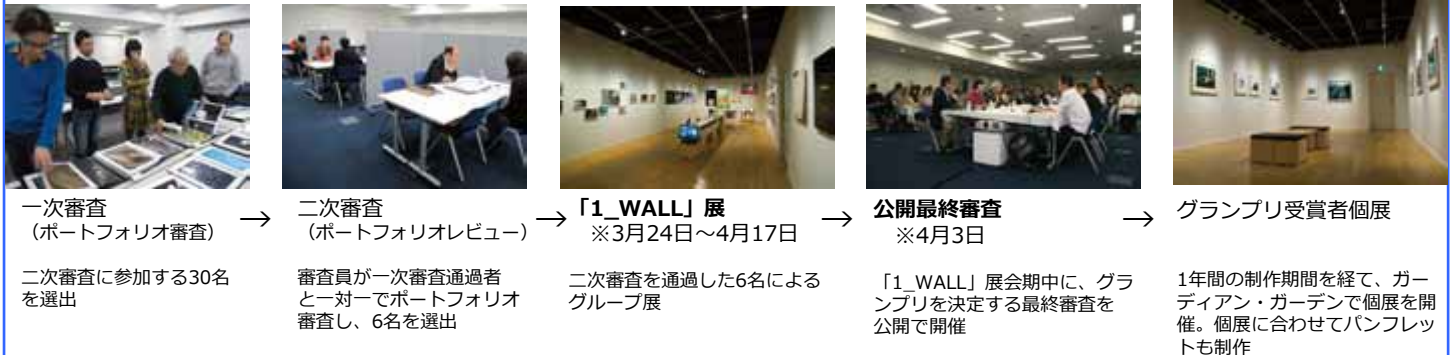 一次審査
（ポートフォリオ審査）
二次審査に参加する30名
を選出
→
二次審査
（ポートフォリオレビュー）
審査員が一次審査通過者
と一対一でポートフォリオ
審査し、6名を選出
→
「1_WALL」展
※3月24日～4月17日
二次審査を通過した6名による
グループ展
→
公開最終審査
※4月3日
「1_WALL」展会期中に、グラ
ンプリを決定する最終審査を
公開で開催
→
グランプリ受賞者個展
1年間の制作期間を経て、ガー
ディアン・ガーデンで個展を開
催。個展に合わせてパンフレッ
トも制作